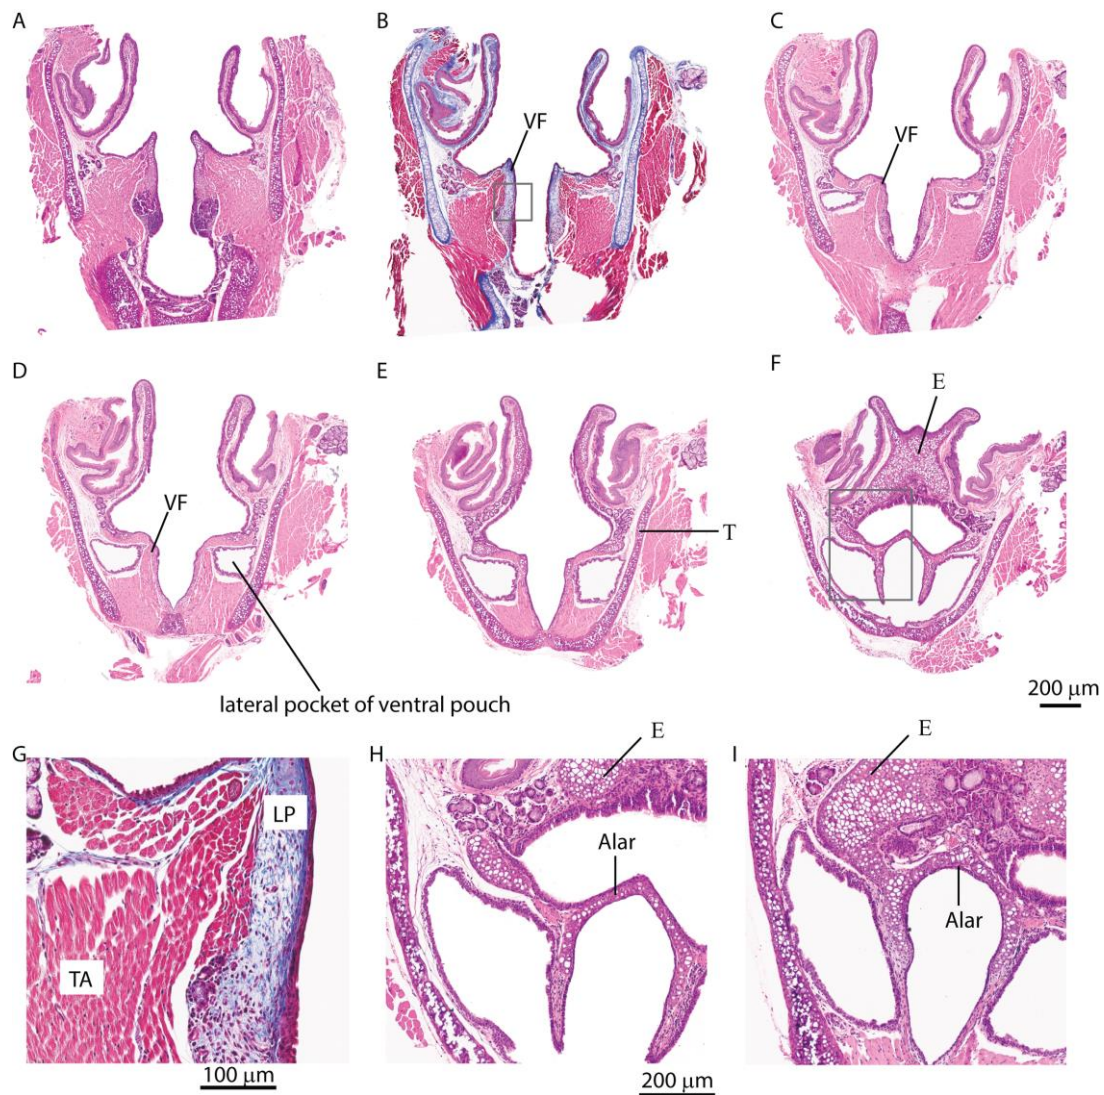 A
B
C
VF
VF
D
E
F
E
VF
T
lateral pocket of ventral pouch
200 μm
G
H
E
I
E
LP
Alar
Alar
TA
100 μm
200 μm